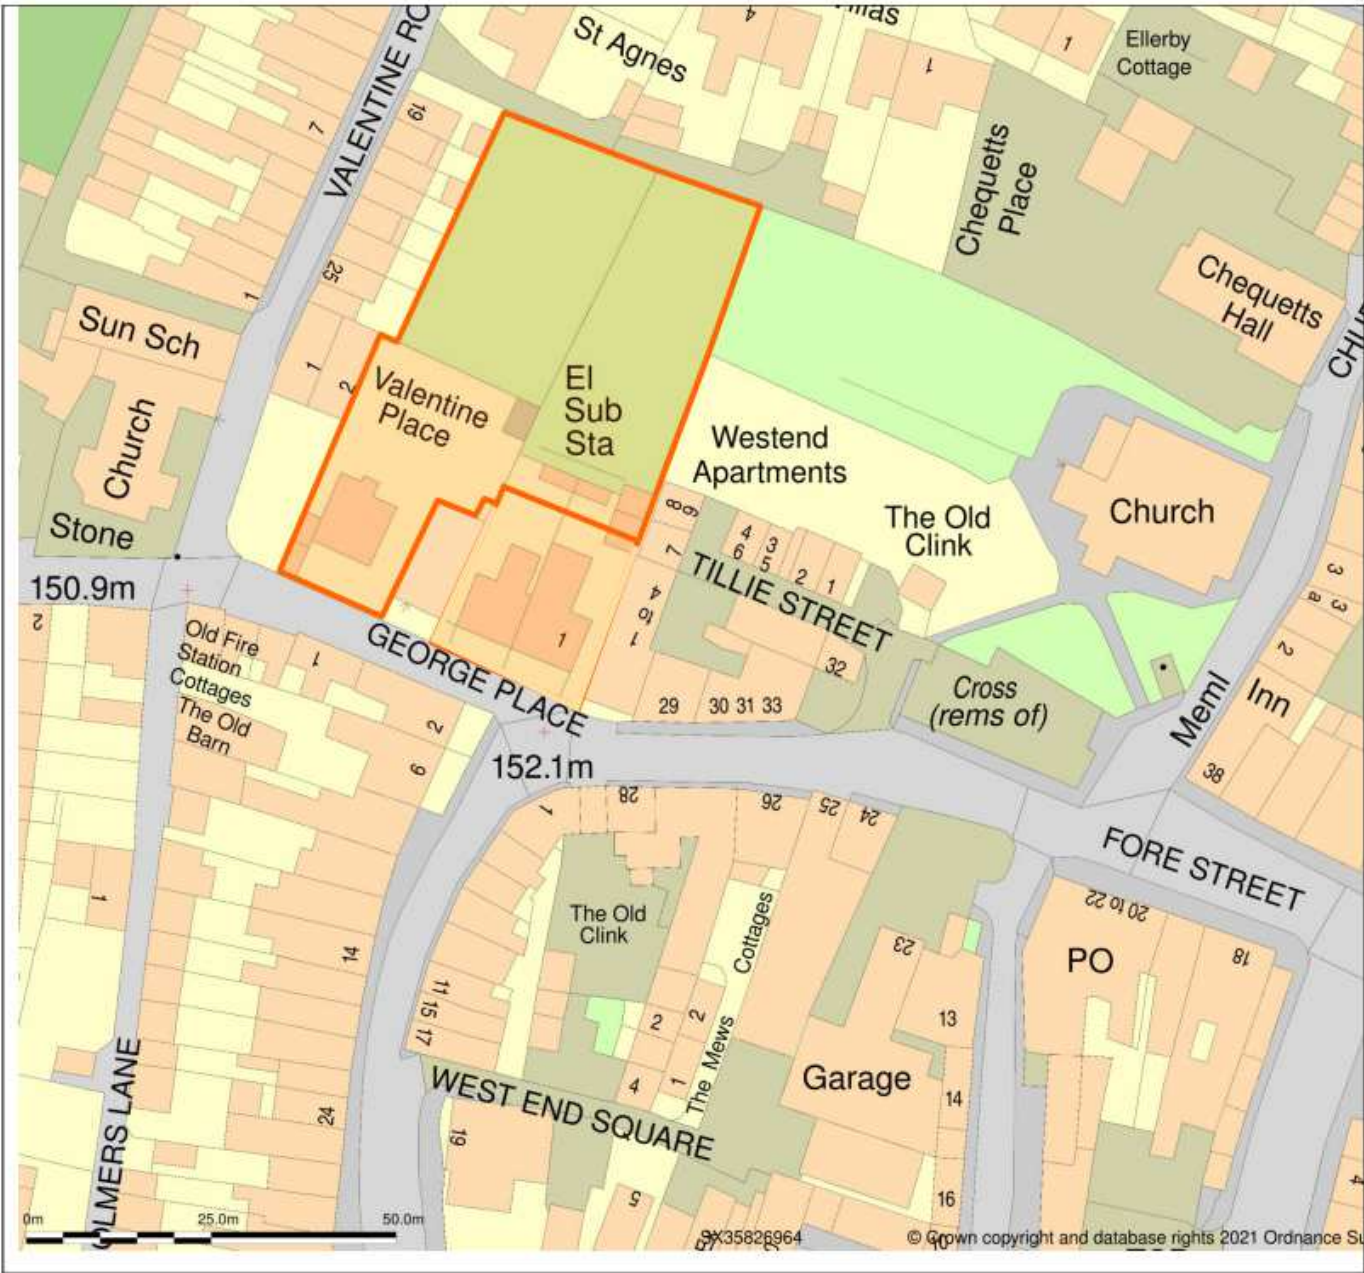 St Agnes
4
1
1
Ellerby
Cottage
VALENTINE
19
7
Chequetts
Place
25
1
Chequetts
Hall
Sun Sch
1
2
Valentine
Place
El
Sub
Sta
Church
Westend
Apartments
The Old
Clink
Church
Stone
8
9
7
4
6
3
5
2
1
TILLIE STREET
4 to 1
32
150.9m
2
Old Fire
Station
Cottages
1
The Old
Barn
GEORGE PLACE
1
29
30 31 33
Cross
(rems of)
3
3
a
2
Inn
Meml
38
2
9
152.1m
1
28
26
25
24
FORE STREET
1
14
The Old
Clink
The Mews Cottages
23
20 to 22
PO
18
11
15
17
2
2
13
4
1
Garage
14
WEST END SQUARE
24
19
5
16
4
0m
25.0m
50.0m
SX35826964
© Crown copyright and database rights 2021 Ordnance